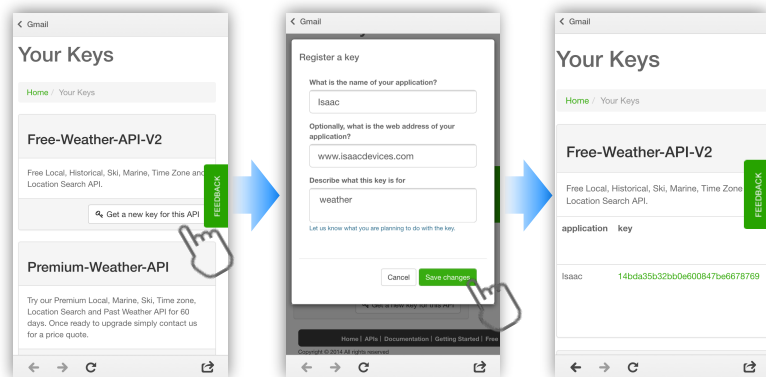 Gmail
Your Keys
Home / Your Keys
Free-Weather-API-V2
Free Local, Historical, Ski, Marine, Time Zone and
Location Search API.
FEEDBACK
Get a new key for this API
Premium-Weather-API
Try our Premium Local, Marine, Ski, Time zone,
Location Search and Past Weather API for 60
days. Once ready to upgrade simply contact us
for a price quote.
Gmail
Register a key
What is the name of your application?
Isaac
Optionally, what is the web address of your
application?
www.isaacdevices.com
Describe what this key is for
weather
Let us know what you are planning to do with the key.
Cancel
Save changes
Get a new key for this API
Home | APIs | Documentation | Getting Started | Free
Copyright © 2014 All rights reserved
Gmail
Your Keys
Home / Your Keys
Free-Weather-API-V2
Free Local, Historical, Ski, Marine, Time Zone
Location Search API.
FEEDBACK
application key
Isaac 14bda35b32bb0e600847be6678769